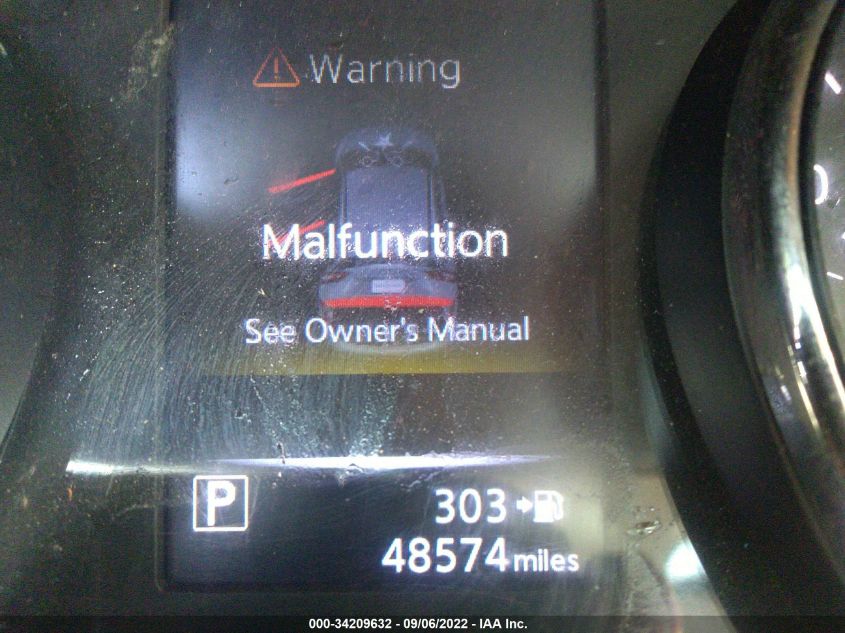 Warning
Malfunction
See Owner's Manual
P 303
48574 miles
000-34209632 - 09/06/2022 - IAA Inc.